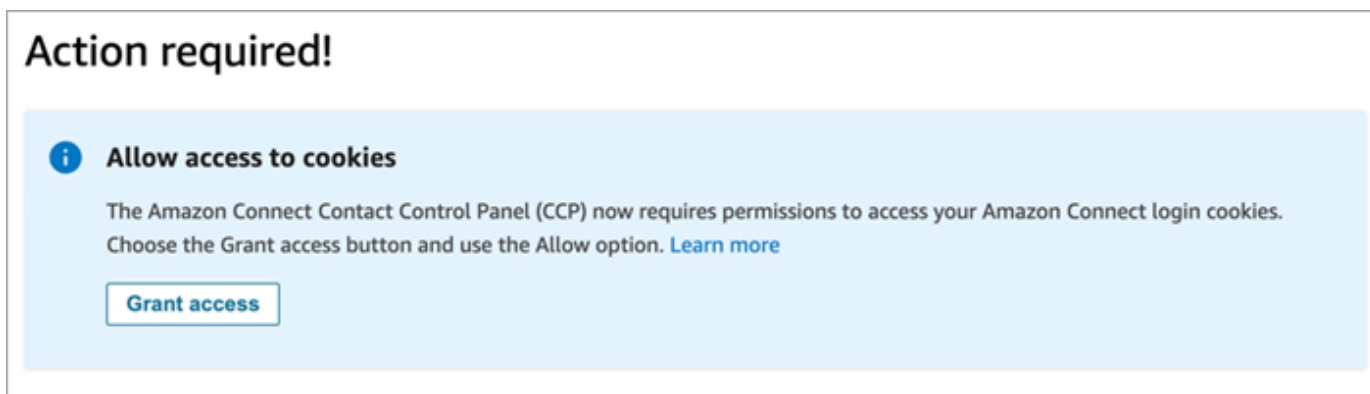 Action required!
Allow access to cookies
The Amazon Connect Contact Control Panel (CCP) now requires permissions to access your Amazon Connect login cookies.
Choose the Grant access button and use the Allow option. Learn more
Grant access